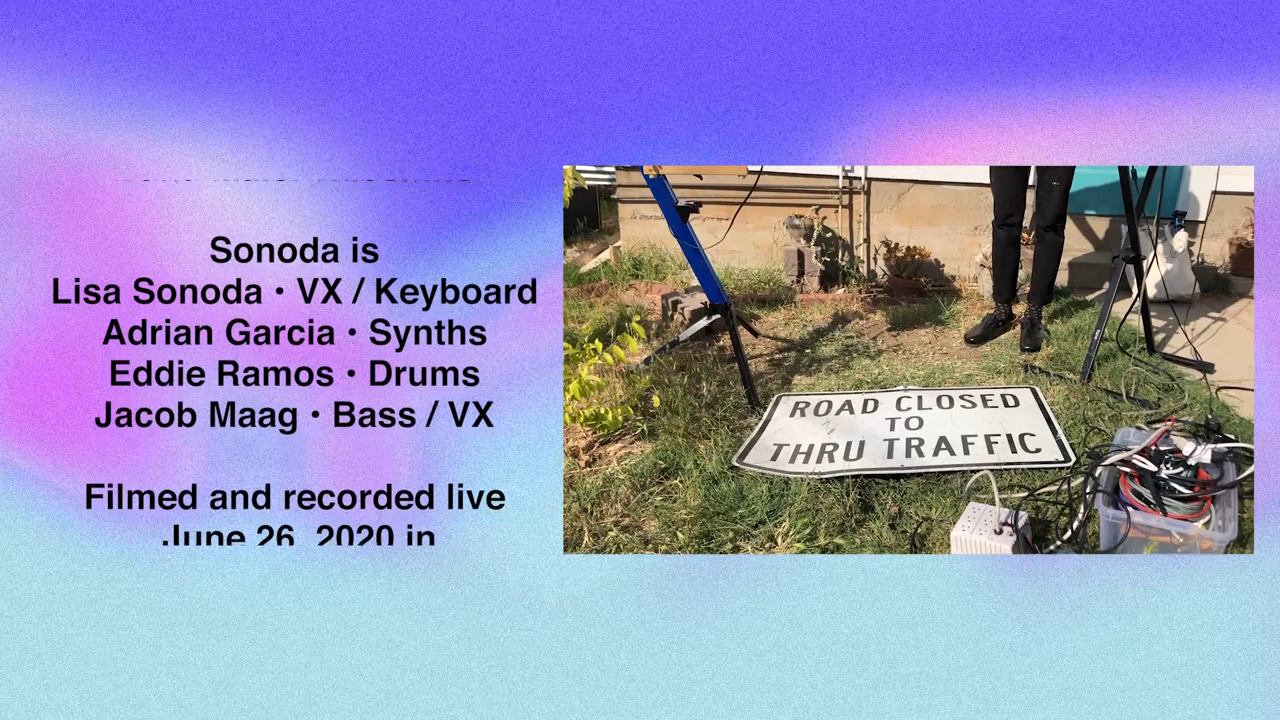 Sonoda is
Lisa Sonoda • VX / Keyboard
Adrian Garcia • Synths
Eddie Ramos • Drums
Jacob Maag • Bass / VX
Filmed and recorded live
June 26, 2020 in
ROAD CLOSED
TO
THRU TRAFFIC